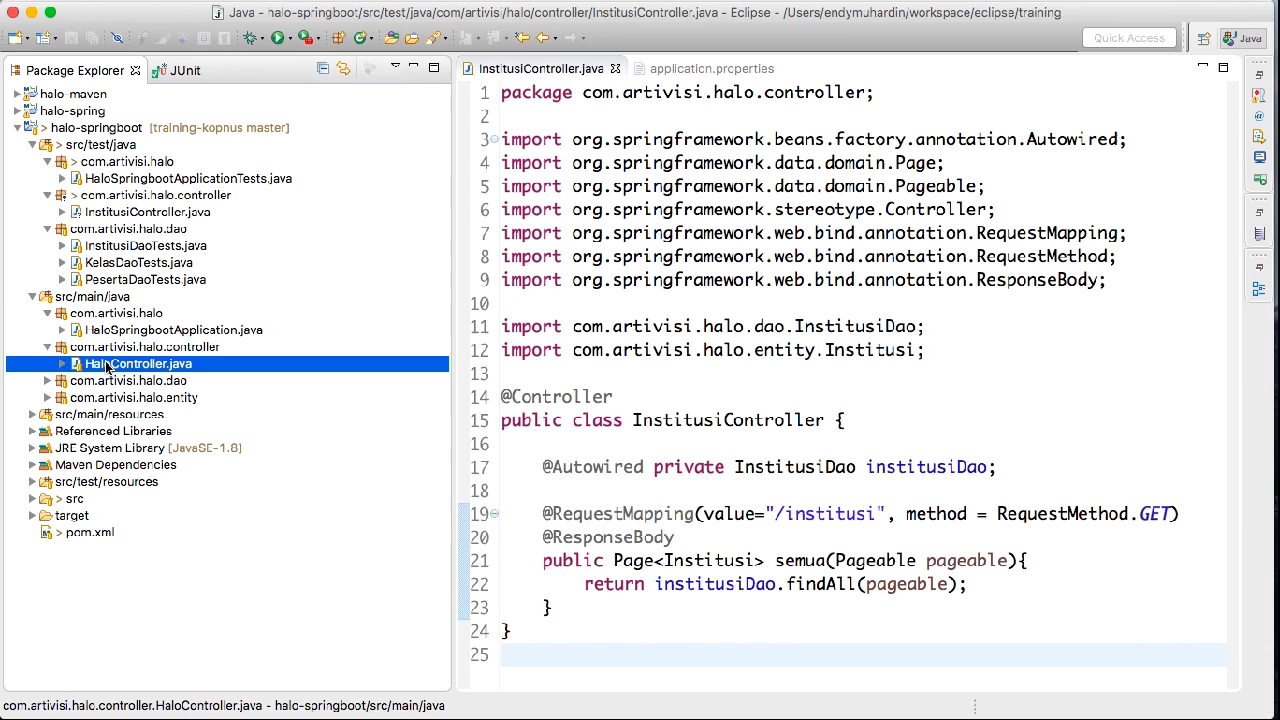 Java - halo-springboot/src/test/java/com/artivisi/halo/controller/InstitusiController.java - Eclipse - /Users/endymuhardin/workspace/eclipse/training
Quick Access
Java
Package Explorer
JUnit
halo-maven
halo-spring
> halo-springboot [training-kopnus master]
> src/test/java
> com.artivisi.halo
HaloSpringbootApplicationTests.java
> com.artivisi.halo.controller
InstitusiController.java
com.artivisi.halo.dao
InstitusiDaoTests.java
KelasDaoTests.java
PesertaDaoTests.java
src/main/java
com.artivisi.halo
HaloSpringbootApplication.java
com.artivisi.halo.controller
HaloController.java
com.artivisi.halo.dao
com.artivisi.halo.entity
src/main/resources
Referenced Libraries
JRE System Library [JavaSE-1.8]
Maven Dependencies
src/test/resources
> src
target
> pom.xml
InstitusiController.java
application.properties
1 package com.artivisi.halo.controller;
2
3 import org.springframework.beans.factory.annotation.Autowired;
4 import org.springframework.data.domain.Page;
5 import org.springframework.data.domain.Pageable;
6 import org.springframework.stereotype.Controller;
7 import org.springframework.web.bind.annotation.RequestMapping;
8 import org.springframework.web.bind.annotation.RequestMethod;
9 import org.springframework.web.bind.annotation.ResponseBody;
10
11 import com.artivisi.halo.dao.InstitusiDao;
12 import com.artivisi.halo.entity.Institusi;
13
14 @Controller
15 public class InstitusiController {
16
17 @Autowired private InstitusiDao institusiDao;
18
19 @RequestMapping(value="/institusi", method = RequestMethod.GET)
20 @ResponseBody
21 public Page<Institusi> semua(Pageable pageable){
22 return institusiDao.findAll(pageable);
23 }
24 }
25
com.artivisi.halo.controller.HaloController.java - halo-springboot/src/main/java